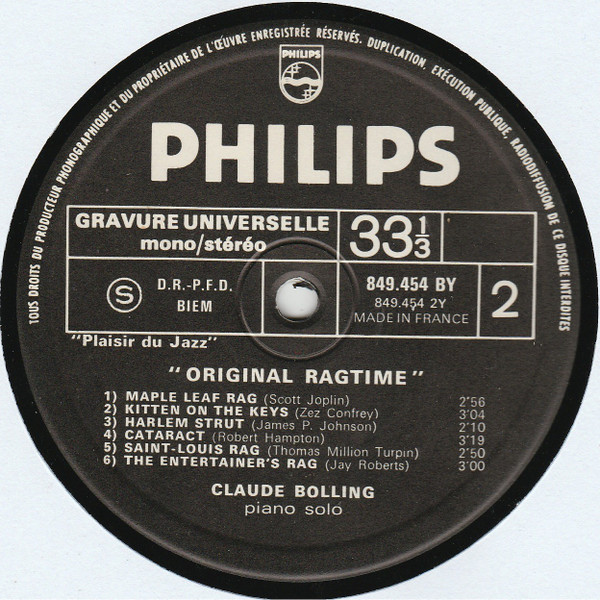 TOUS DROITS DU PRODUCTEUR PHONOGRAPHIQUE ET DU PROPRIÉTAIRE DE L'ŒUVRE ENREGISTRÉE RÉSERVÉS. DUPLICATION, EXÉCUTION PUBLIQUE, RADIODIFFUSION DE CE DISQUE INTERDITES
PHILIPS
PHILIPS
GRAVURE UNIVERSELLE
mono/stéréo
33 1/3
S
D.R.-P.F.D.
BIEM
849.454 BY
849.454 2Y
MADE IN FRANCE
2
"Plaisir du Jazz"
"ORIGINAL RAGTIME"
1) MAPLE LEAF RAG (Scott Joplin) 2'56
2) KITTEN ON THE KEYS (Zez Confrey) 3'04
3) HARLEM STRUT (James P. Johnson) 2'10
4) CATARACT (Robert Hampton) 3'19
5) SAINT-LOUIS RAG (Thomas Million Turpin) 2'50
6) THE ENTERTAINER'S RAG (Jay Roberts) 3'00
CLAUDE BOLLING
piano solo